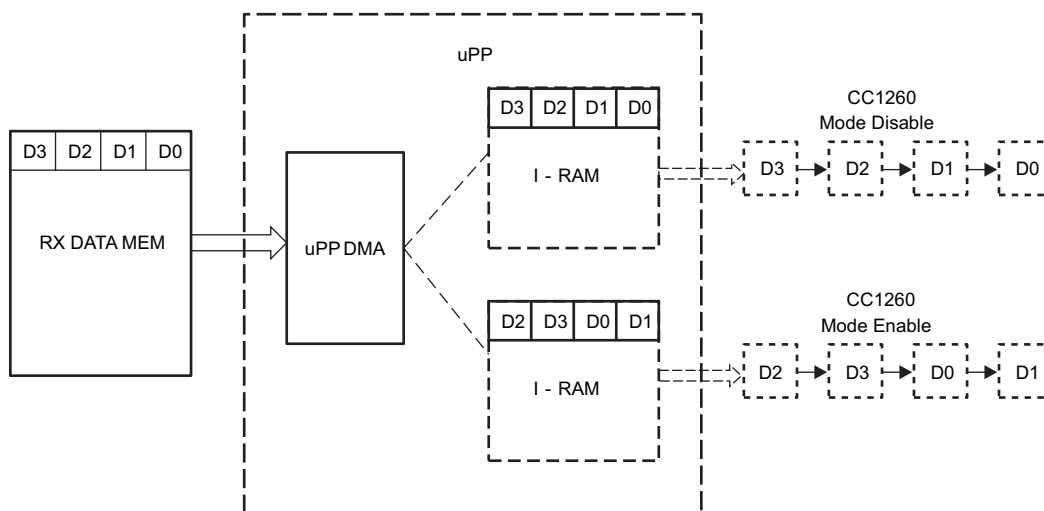 uPP
D3 D2 D1 D0
RX DATA MEM
uPP DMA
D3 D2 D1 D0
I - RAM
CC1260
Mode Disable
D3 D2 D1 D0
D2 D3 D0 D1
I - RAM
CC1260
Mode Enable
D2 D3 D0 D1